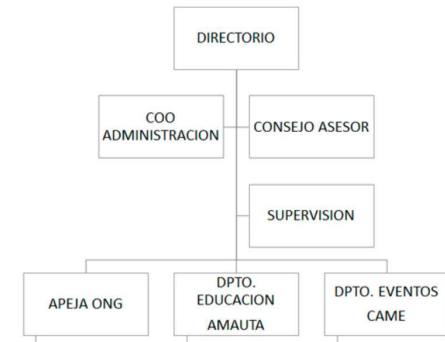 DIRECTORIO
COO
ADMINISTRACION
CONSEJO ASESOR
SUPERVISION
APEJA ONG
DPTO.
EDUCACION
AMAUTA
DPTO. EVENTOS
CAME